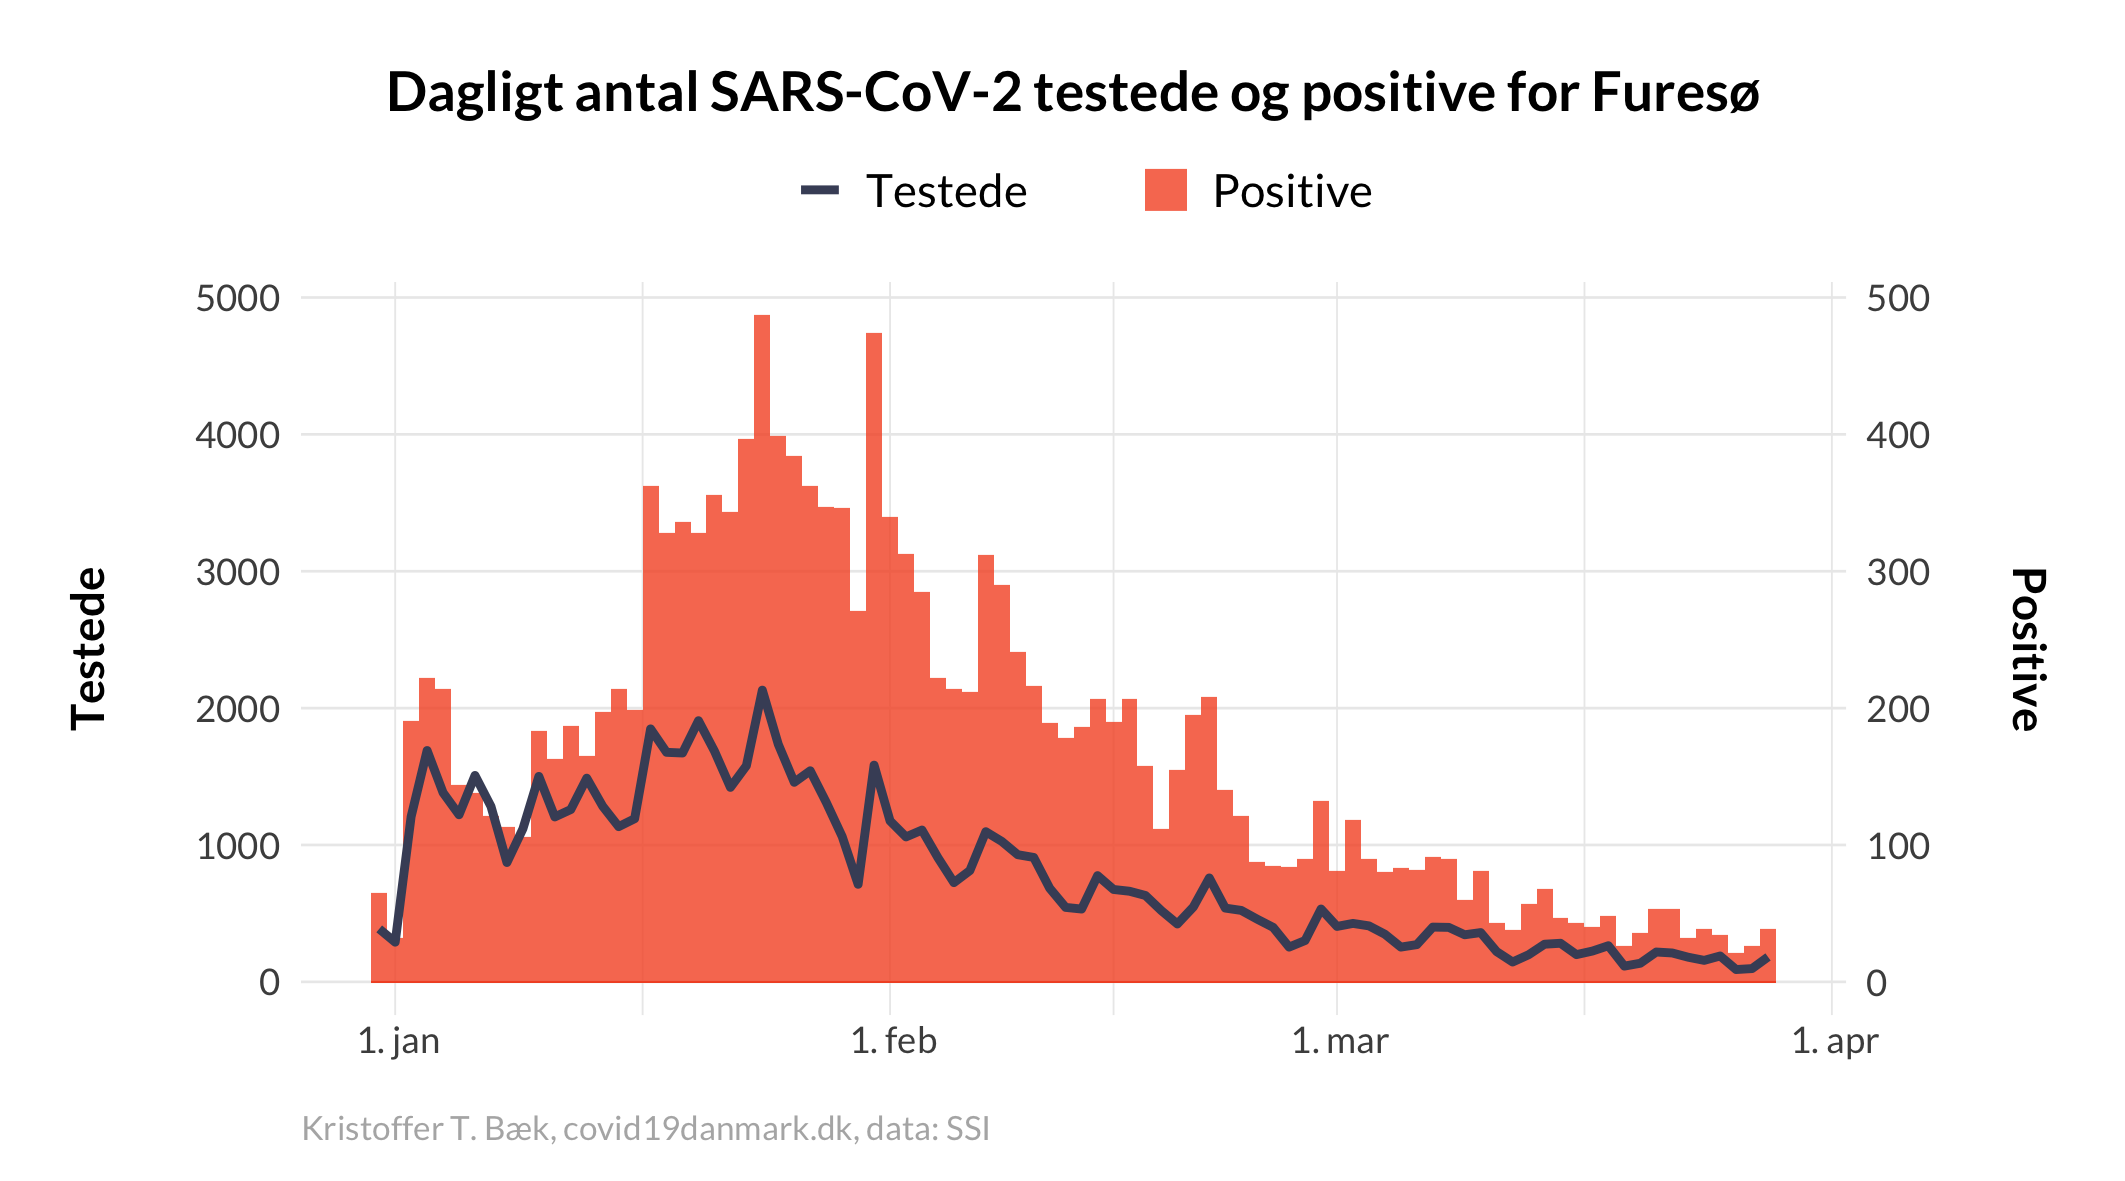 Dagligt antal SARS-CoV-2 testede og positive for Furesø
Testede Positive
5000 500
4000 400
3000 300
2000 200
1000 100
0 0
Testede
Positive
1. jan 1. feb 1. mar 1. apr
Kristoffer T. Bæk, covid19danmark.dk, data: SSI